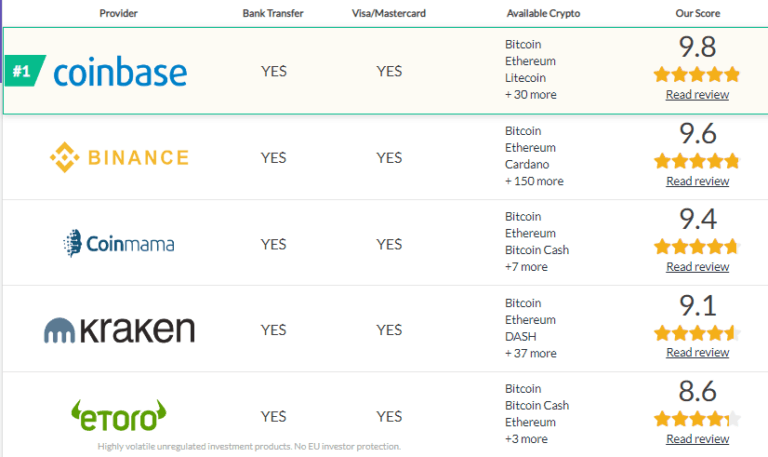 Provider Bank Transfer Visa/Mastercard Available Crypto Our Score
#1 coinbase YES YES
Bitcoin
Ethereum
Litecoin
+ 30 more
9.8
Read review
BINANCE YES YES
Bitcoin
Ethereum
Cardano
+ 150 more
9.6
Read review
Coinmama YES YES
Bitcoin
Ethereum
Bitcoin Cash
+7 more
9.4
Read review
kraken YES YES
Bitcoin
Ethereum
DASH
+ 37 more
9.1
Read review
eToro YES YES
Bitcoin
Bitcoin Cash
Ethereum
+3 more
8.6
Read review
Highly volatile unregulated investment products. No EU investor protection.